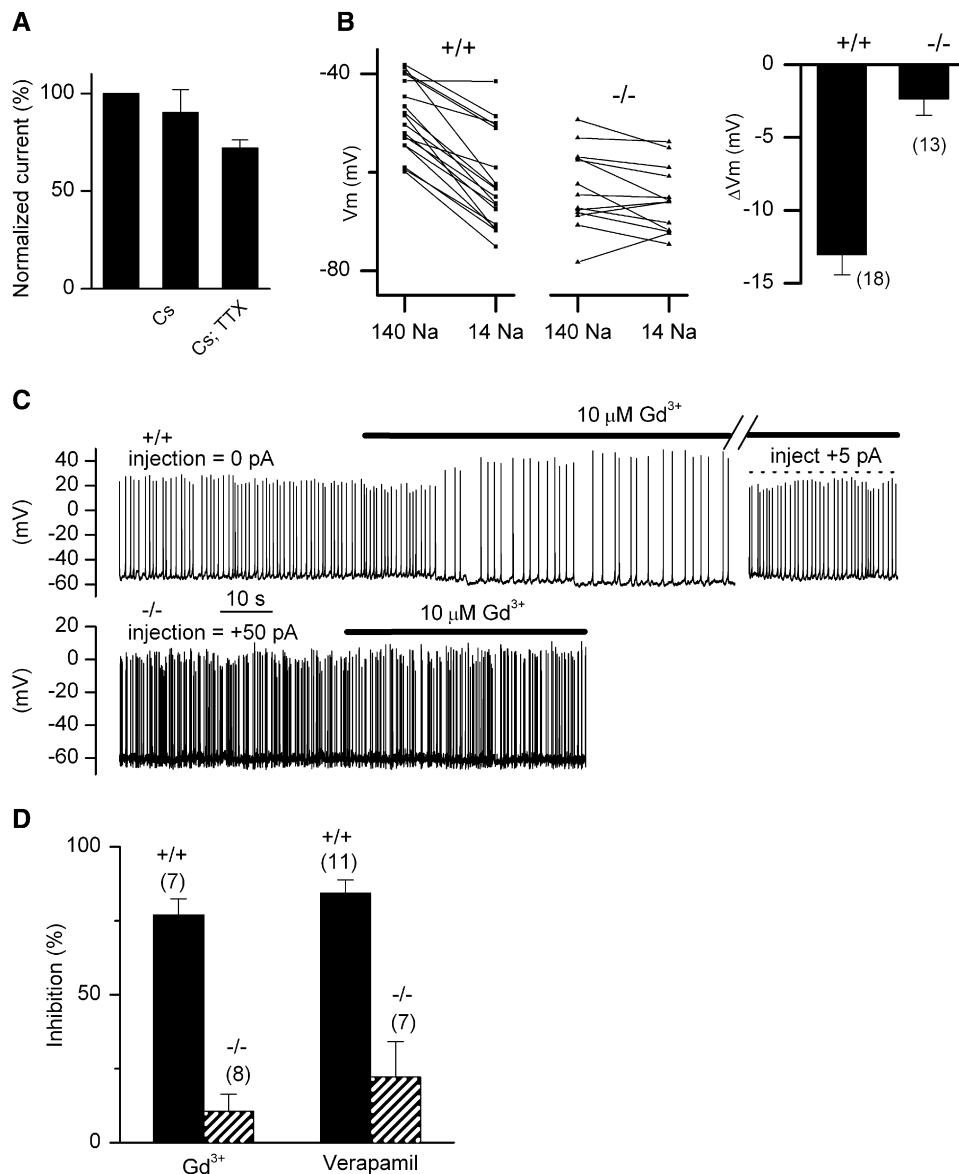 A
Normalized current (%)
100
50
0
Cs
Cs; TTX
B
+/+
-/-
Vm (mV)
-40
-80
140 Na
14 Na
140 Na
14 Na
+/+
-/-
ΔVm (mV)
0
-5
-10
-15
(13)
(18)
C
10 μM Gd³⁺
+/+
injection = 0 pA
inject +5 pA
(mV)
40
20
0
-20
-40
-60
10 s
-/-
injection = +50 pA
10 μM Gd³⁺
(mV)
20
0
-20
-40
-60
D
Inhibition (%)
100
50
0
+/+
(7)
-/-
(8)
+/+
(11)
-/-
(7)
Gd³⁺
Verapamil